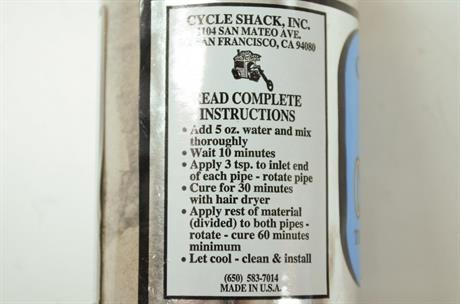 CYCLE SHACK, INC.
1104 SAN MATEO AVE.
SAN FRANCISCO, CA 94080
READ COMPLETE
INSTRUCTIONS
• Add 5 oz. water and mix
thoroughly
• Wait 10 minutes
• Apply 3 tsp. to inlet end
of each pipe - rotate pipe
• Cure for 30 minutes
with hair dryer
• Apply rest of material
(divided) to both pipes -
rotate - cure 60 minutes
minimum
• Let cool - clean & install
(650) 583-7014
MADE IN U.S.A.